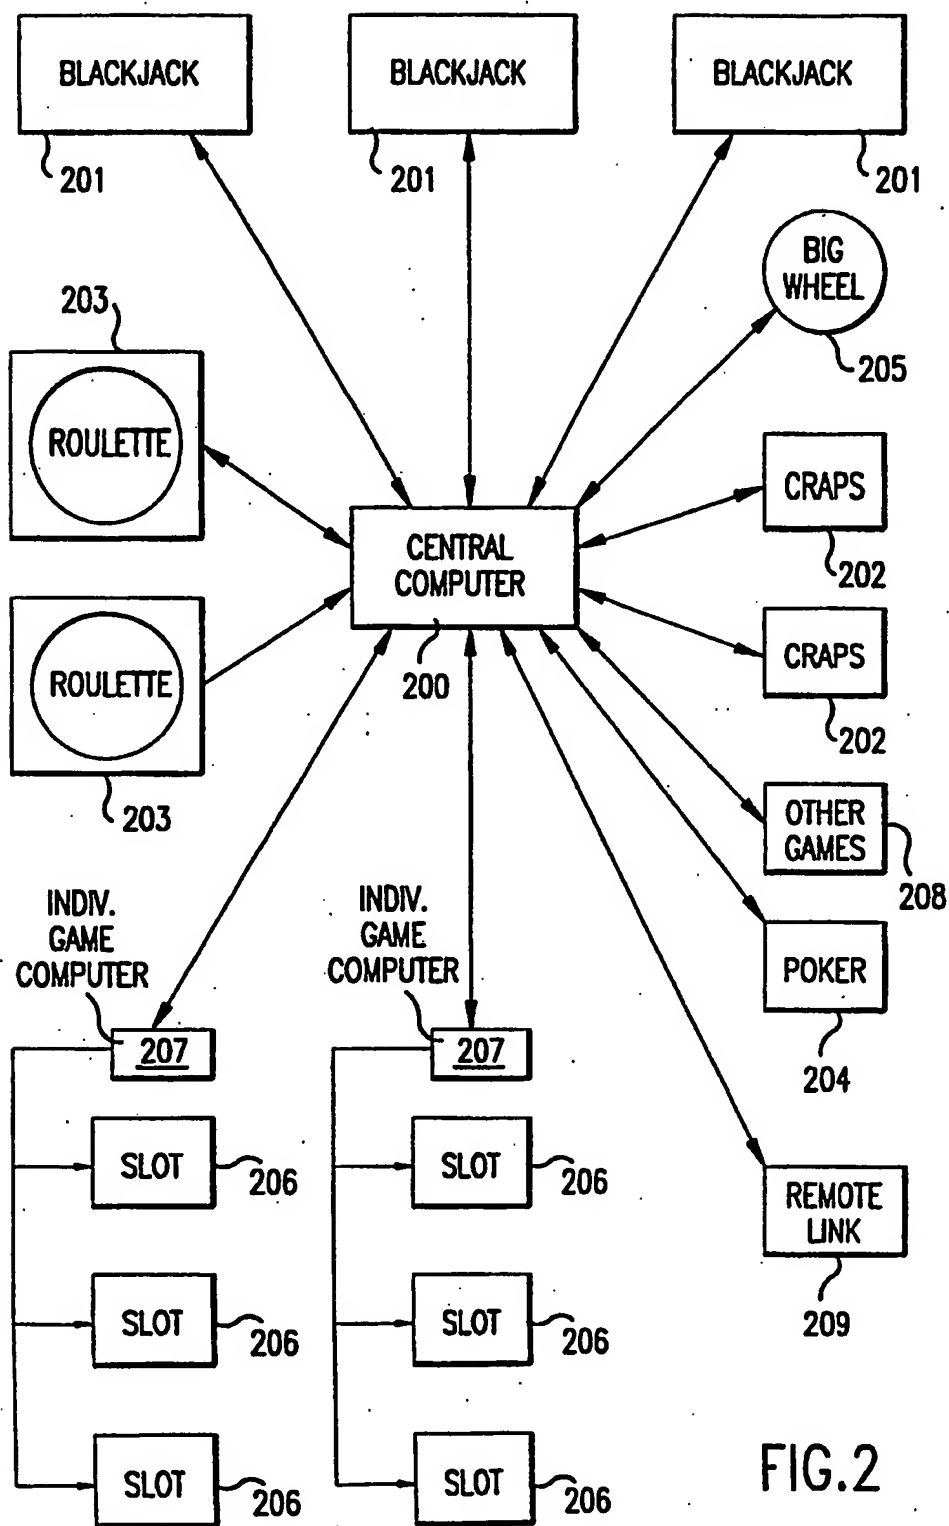 BLACKJACK
BLACKJACK
BLACKJACK
201
201
201
BIG
WHEEL
205
203
ROULETTE
CRAPS
202
CENTRAL
COMPUTER
200
ROULETTE
203
CRAPS
202
OTHER
GAMES
208
INDIV.
GAME
COMPUTER
207
INDIV.
GAME
COMPUTER
207
POKER
204
SLOT
206
SLOT
206
REMOTE
LINK
209
SLOT
206
SLOT
206
SLOT
206
SLOT
206
FIG.2